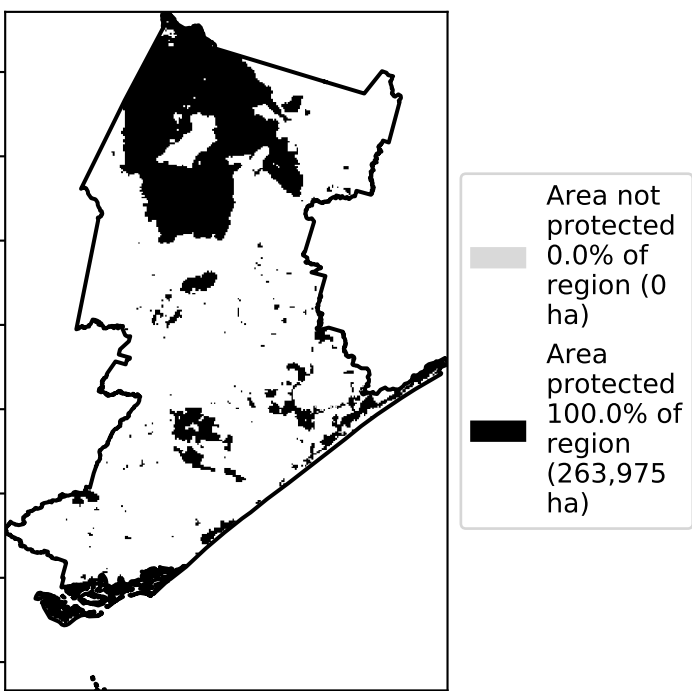 Area not
protected
0.0% of
region (0
ha)
Area
protected
100.0% of
region
(263,975
ha)